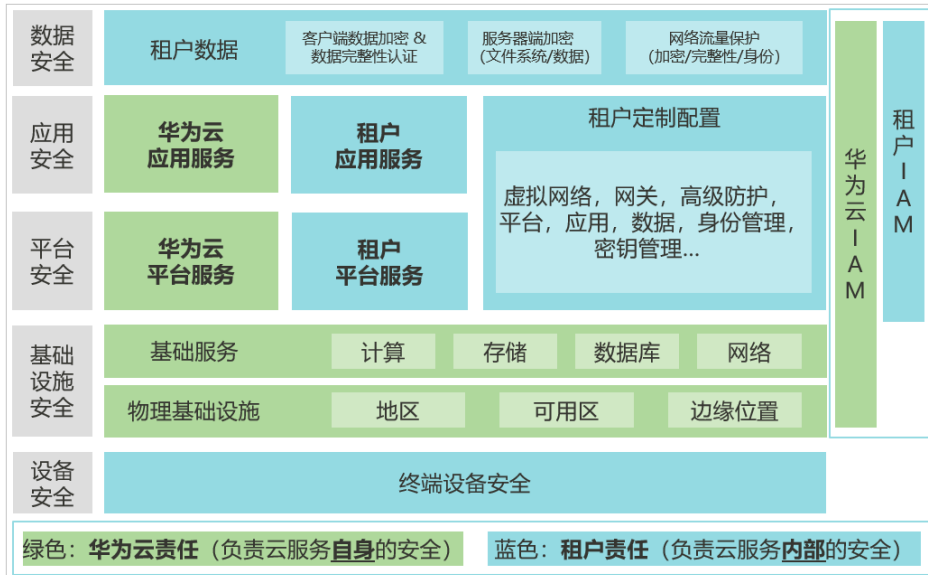 数据
安全
租户数据
客户端数据加密 &
数据完整性认证
服务器端加密
(文件系统/数据)
网络流量保护
(加密/完整性/身份)
应用
安全
华为云
应用服务
租户
应用服务
租户定制配置
虚拟网络，网关，高级防护，
平台，应用，数据，身份管理，
密钥管理...
平台
安全
华为云
平台服务
租户
平台服务
基础
设施
安全
基础服务
计算
存储
数据库
网络
物理基础设施
地区
可用区
边缘位置
设备
安全
终端设备安全
华
为
云
I
A
M
租
户
I
A
M
绿色：华为云责任（负责云服务自身的安全）
蓝色：租户责任（负责云服务内部的安全）